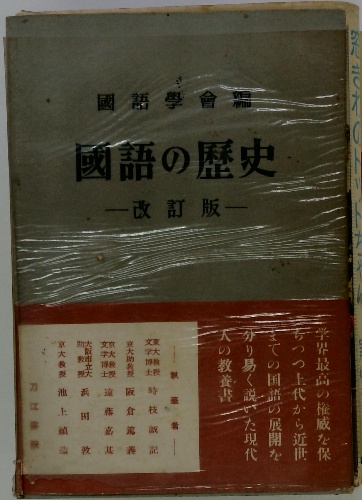 國語學會編
國語の歷史
—改訂版—
学界最高の権威を保
ちつつ上代から近世
までの国語の展開を
分り易く説いた現代
人の教養書
—執筆者—
東大教授
文学博士
時枝誠記
京大助教授
阪倉篤義
京大教授
文学博士
遠藤嘉基
大阪市立大
助教授
浜田敦
京大教授
池上禎造